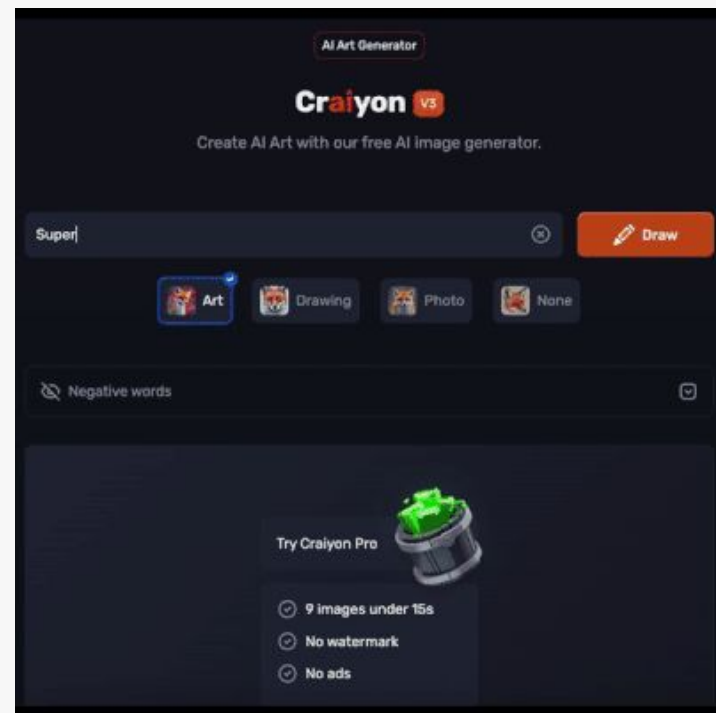 AI Art Generator
Craiyon V3
Create AI Art with our free AI image generator.
Super
Draw
Art Drawing Photo None
Negative words
Try Craiyon Pro
9 images under 15s
No watermark
No ads